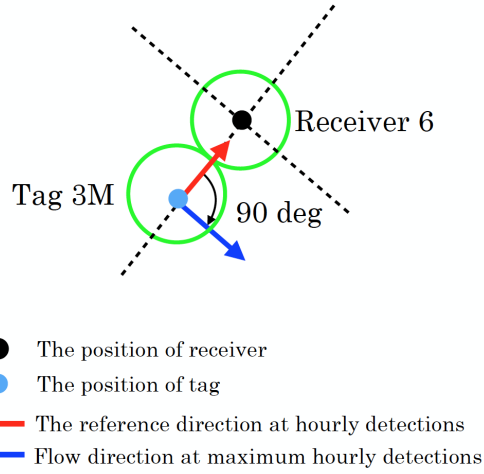 Receiver 6
Tag 3M
90 deg
The position of receiver
The position of tag
The reference direction at hourly detections
Flow direction at maximum hourly detections